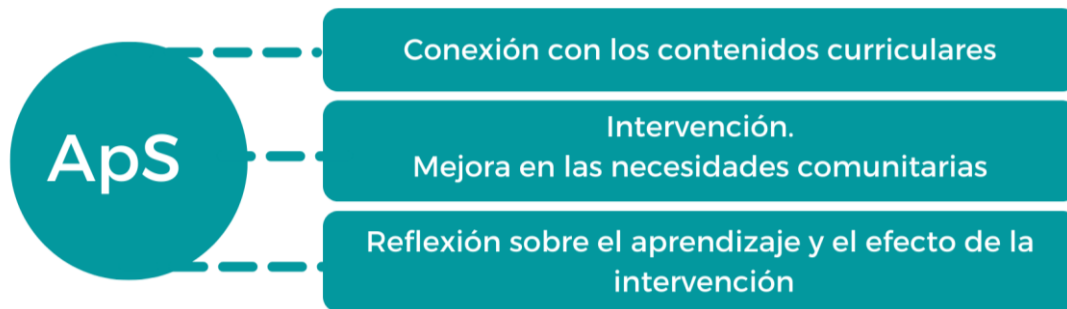 ApS
Conexión con los contenidos curriculares
Intervención.
Mejora en las necesidades comunitarias
Reflexión sobre el aprendizaje y el efecto de la
intervención